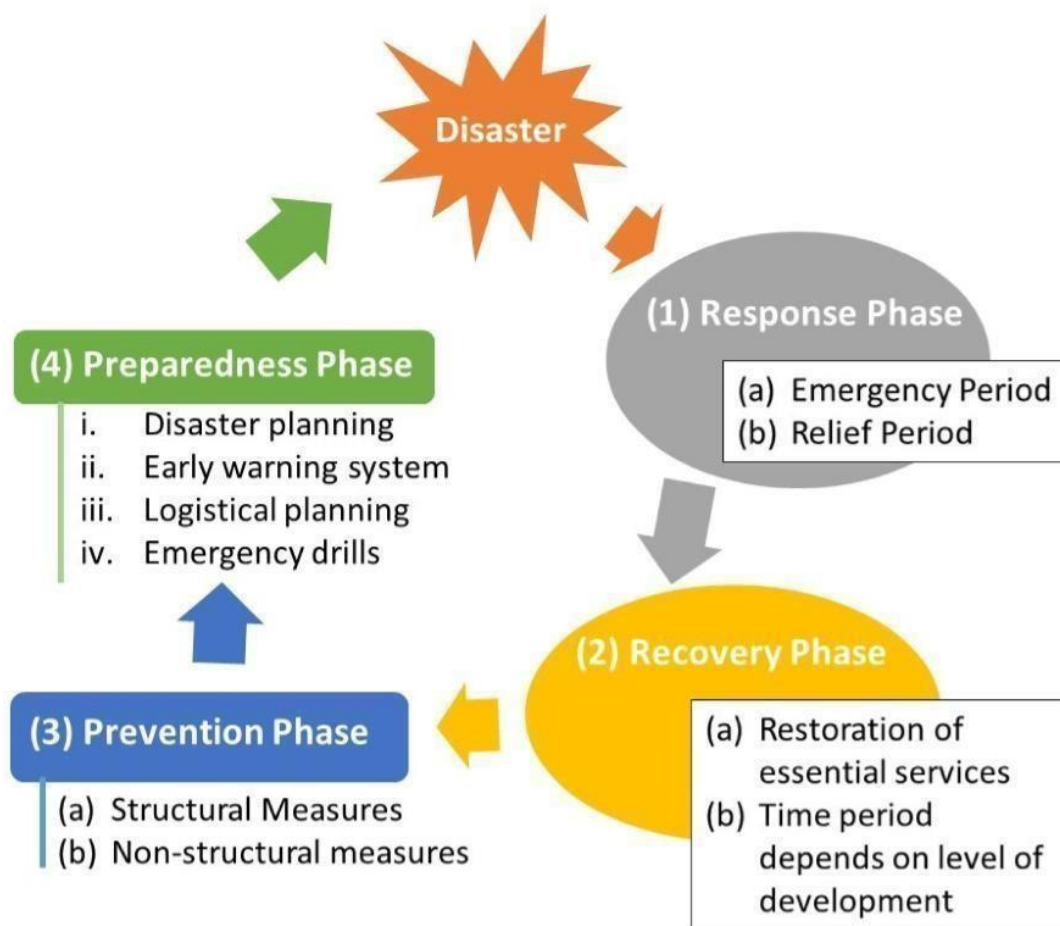 Disaster
(1) Response Phase
(a) Emergency Period
(b) Relief Period
(2) Recovery Phase
(a) Restoration of
essential services
(b) Time period
depends on level of
development
(3) Prevention Phase
(a) Structural Measures
(b) Non-structural measures
(4) Preparedness Phase
i. Disaster planning
ii. Early warning system
iii. Logistical planning
iv. Emergency drills